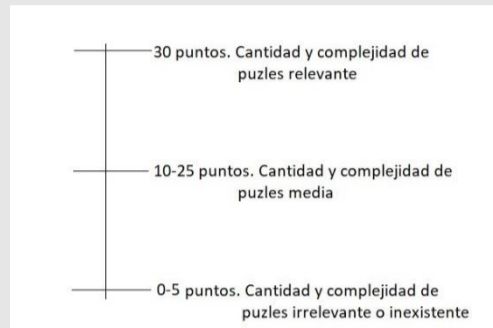 30 puntos. Cantidad y complejidad de
puzles relevante
10-25 puntos. Cantidad y complejidad de
puzles media
0-5 puntos. Cantidad y complejidad de
puzles irrelevante o inexistente